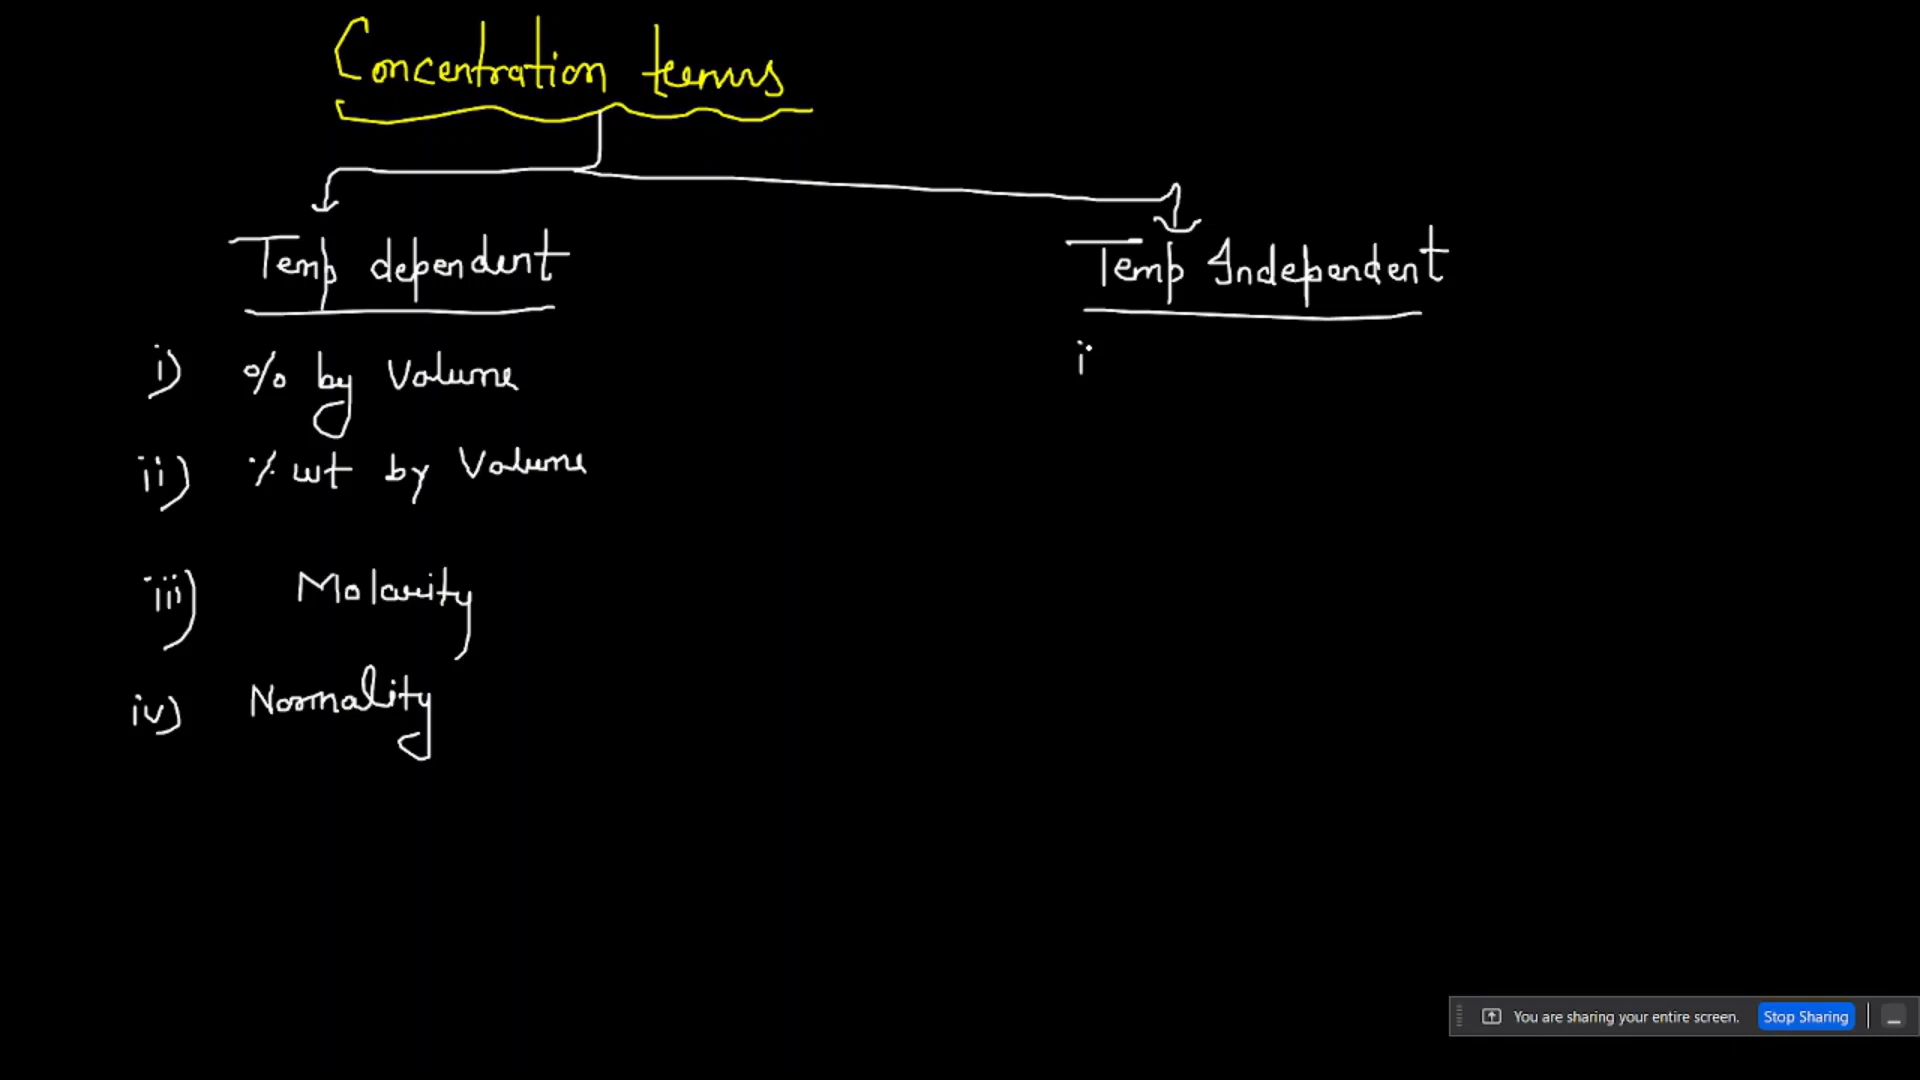 Concentration terms
Temp dependent
Temp Independent
i) % by Volume
i
ii) % wt by Volume
iii) Molarity
iv) Normality
You are sharing your entire screen. Stop Sharing